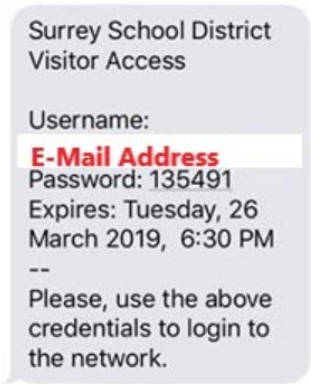 Surrey School District
Visitor Access
Username:
E-Mail Address
Password: 135491
Expires: Tuesday, 26
March 2019, 6:30 PM
--
Please, use the above
credentials to login to
the network.